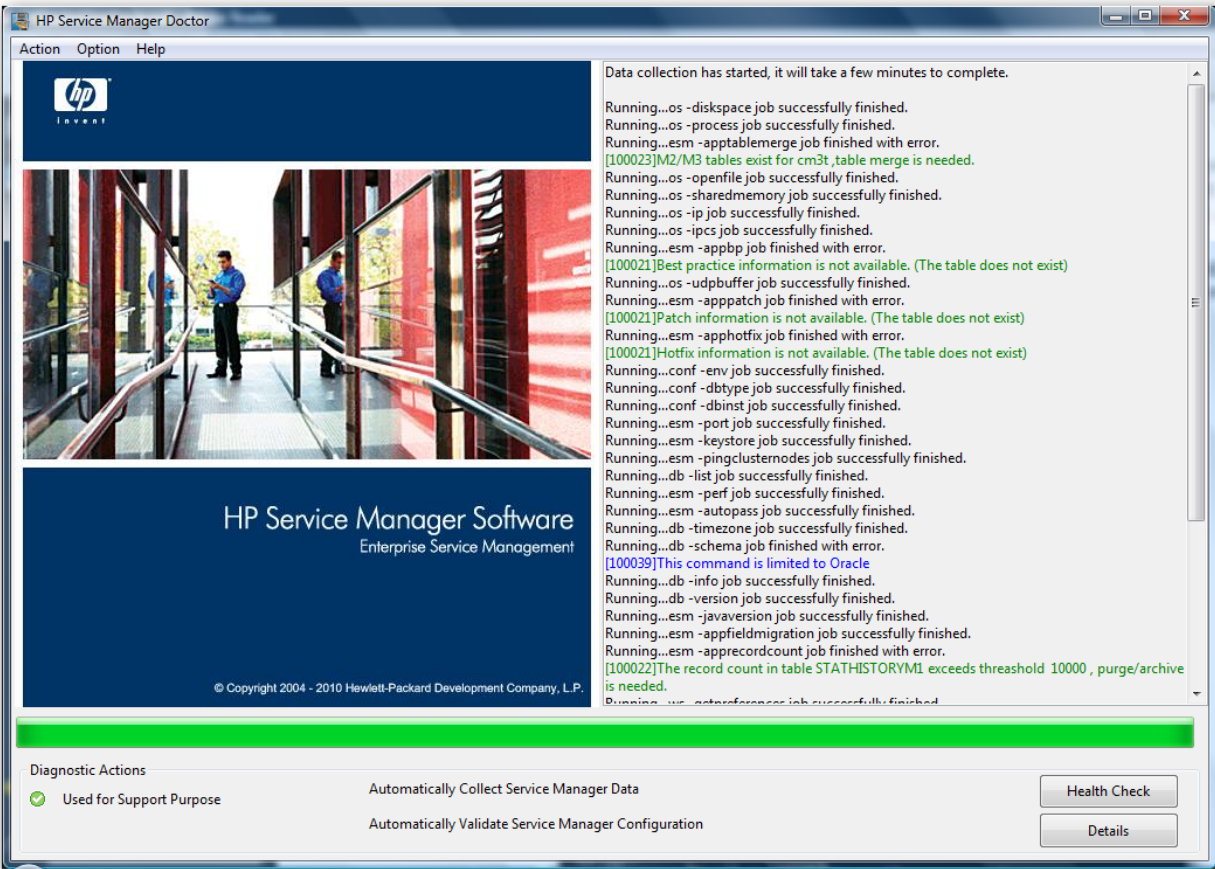 HP Service Manager Doctor
Action Option Help
hp
invent
HP Service Manager Software
Enterprise Service Management
© Copyright 2004 - 2010 Hewlett-Packard Development Company, L.P.
Data collection has started, it will take a few minutes to complete.
Running...os -diskspace job successfully finished.
Running...os -process job successfully finished.
Running...esm -apptablemerge job finished with error.
[100023]M2/M3 tables exist for cm3t ,table merge is needed.
Running...os -openfile job successfully finished.
Running...os -sharedmemory job successfully finished.
Running...os -ip job successfully finished.
Running...os -ipcs job successfully finished.
Running...esm -appbp job finished with error.
[100021]Best practice information is not available. (The table does not exist)
Running...os -udpbuffer job successfully finished.
Running...esm -apppatch job finished with error.
[100021]Patch information is not available. (The table does not exist)
Running...esm -apphotfix job finished with error.
[100021]Hotfix information is not available. (The table does not exist)
Running...conf -env job successfully finished.
Running...conf -dbtype job successfully finished.
Running...conf -dbinst job successfully finished.
Running...esm -port job successfully finished.
Running...esm -keystore job successfully finished.
Running...esm -pingclusternodes job successfully finished.
Running...db -list job successfully finished.
Running...esm -perf job successfully finished.
Running...esm -autopass job successfully finished.
Running...db -timezone job successfully finished.
Running...db -schema job finished with error.
[100039]This command is limited to Oracle
Running...db -info job successfully finished.
Running...db -version job successfully finished.
Running...esm -javaversion job successfully finished.
Running...esm -appfieldmigration job successfully finished.
Running...esm -apprecordcount job finished with error.
[100022]The record count in table STATHISTORYM1 exceeds threashold 10000 , purge/archive
is needed.
Running...ws -getpreferences job successfully finished.
Diagnostic Actions
Used for Support Purpose
Automatically Collect Service Manager Data
Health Check
Automatically Validate Service Manager Configuration
Details